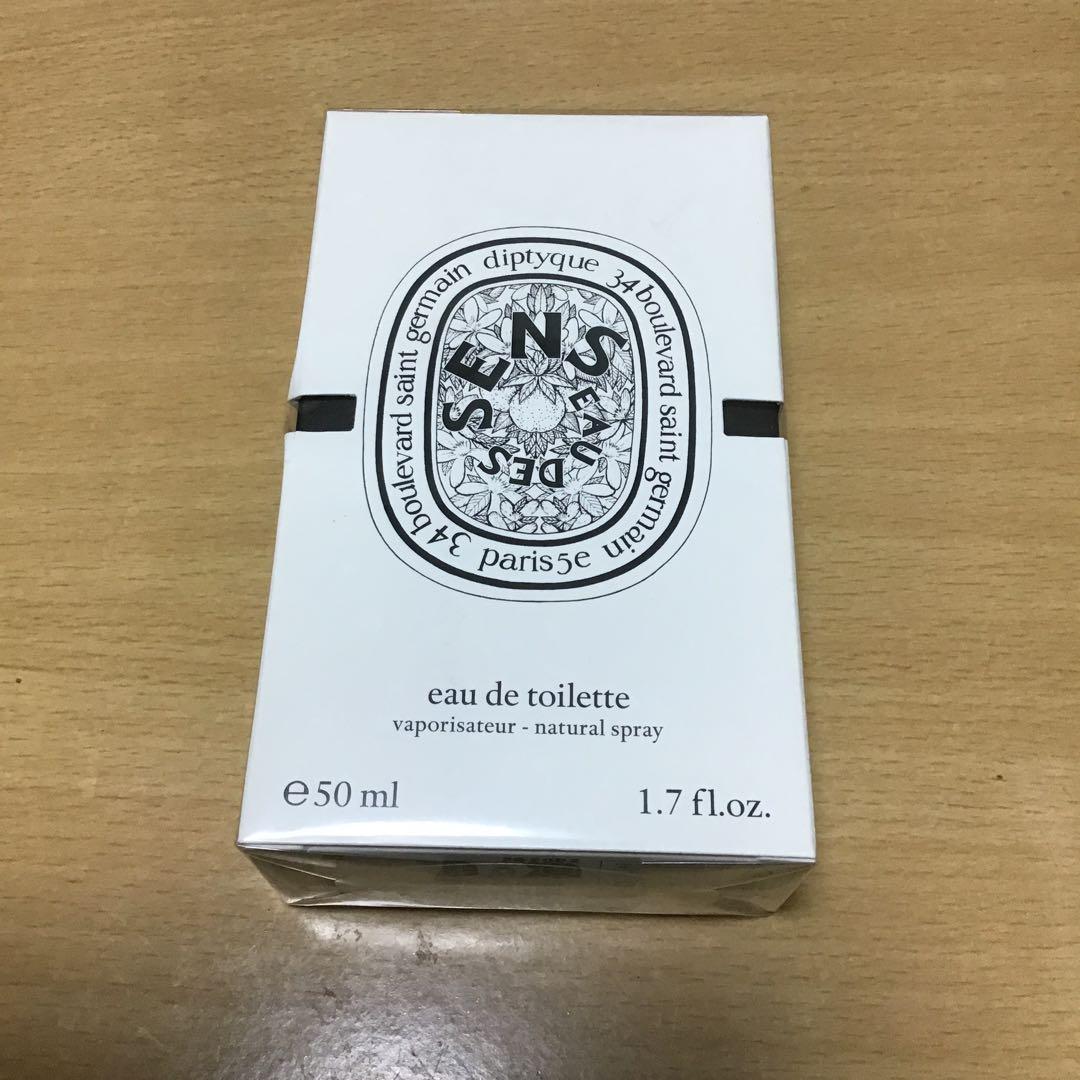 diptyque 34 boulevard saint germain
paris 5e
34 boulevard saint germain
EAU
DES
SENS
eau de toilette
vaporisateur - natural spray
℮50 ml
1.7 fl.oz.